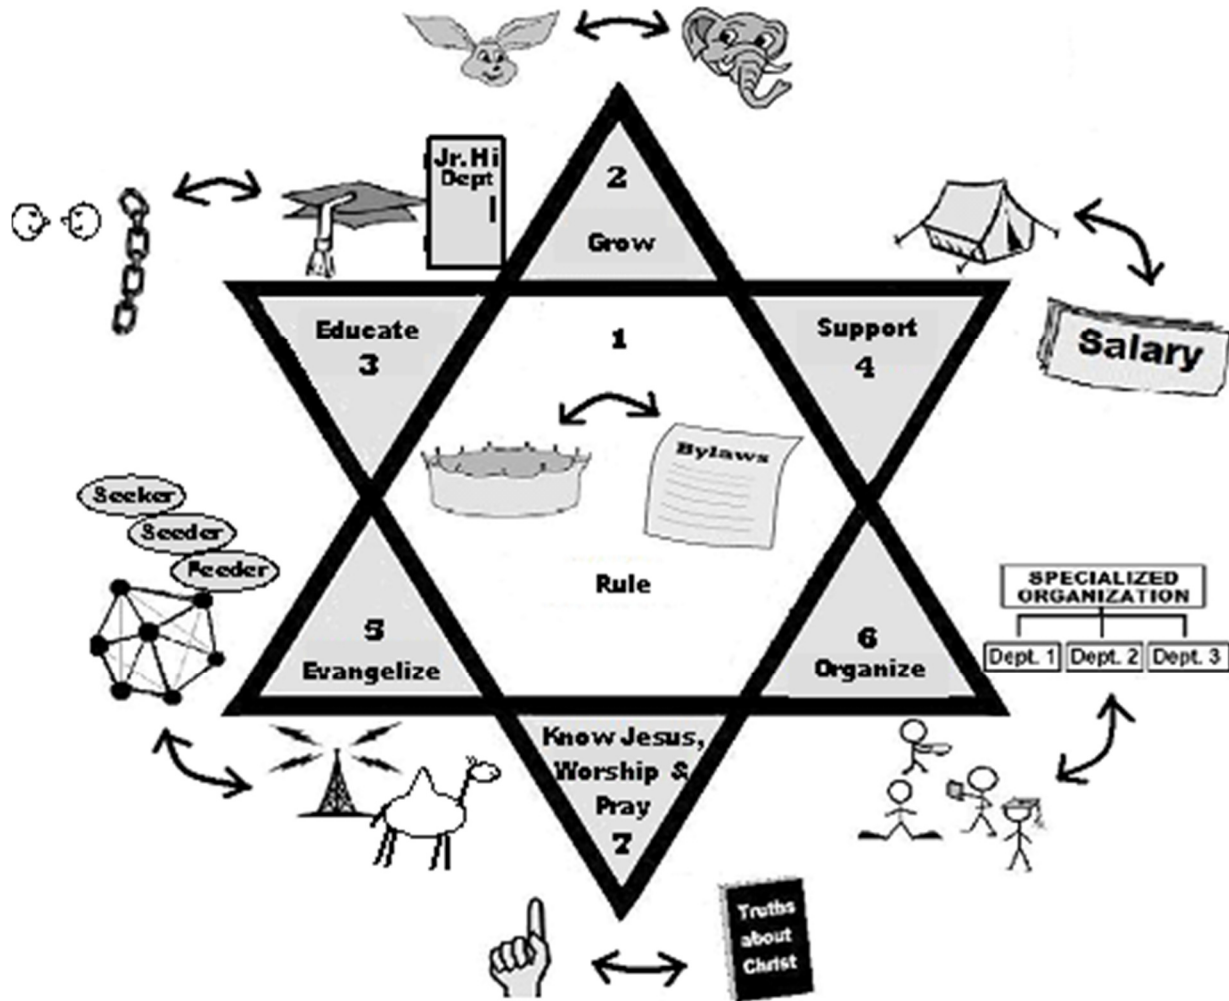 Jr. Hi
Dept
2
Grow
Educate
3
1
Support
4
Salary
Bylaws
Seeker
Seeder
Feeder
Rule
5
Evangelize
6
Organize
SPECIALIZED
ORGANIZATION
Dept. 1
Dept. 2
Dept. 3
Know Jesus,
Worship &
Pray
7
Truths
about
Christ